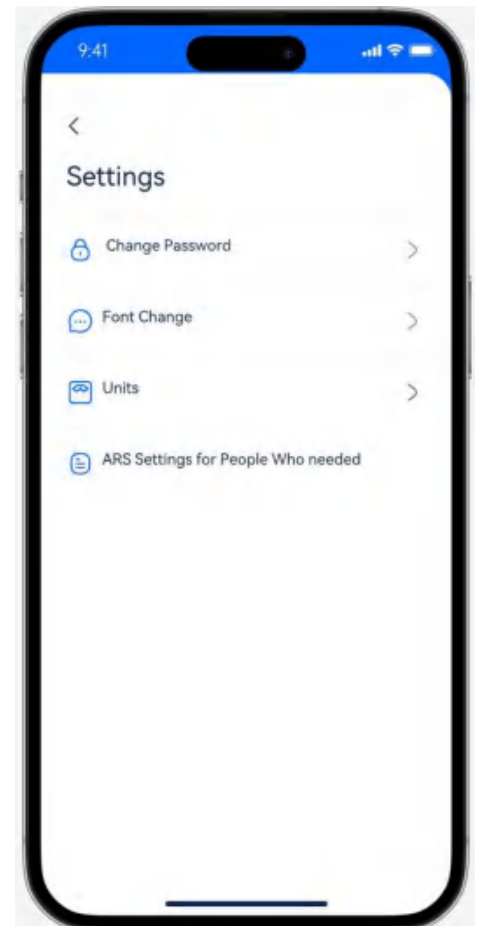 9:41
Settings
Change Password
Font Change
Units
ARS Settings for People Who needed